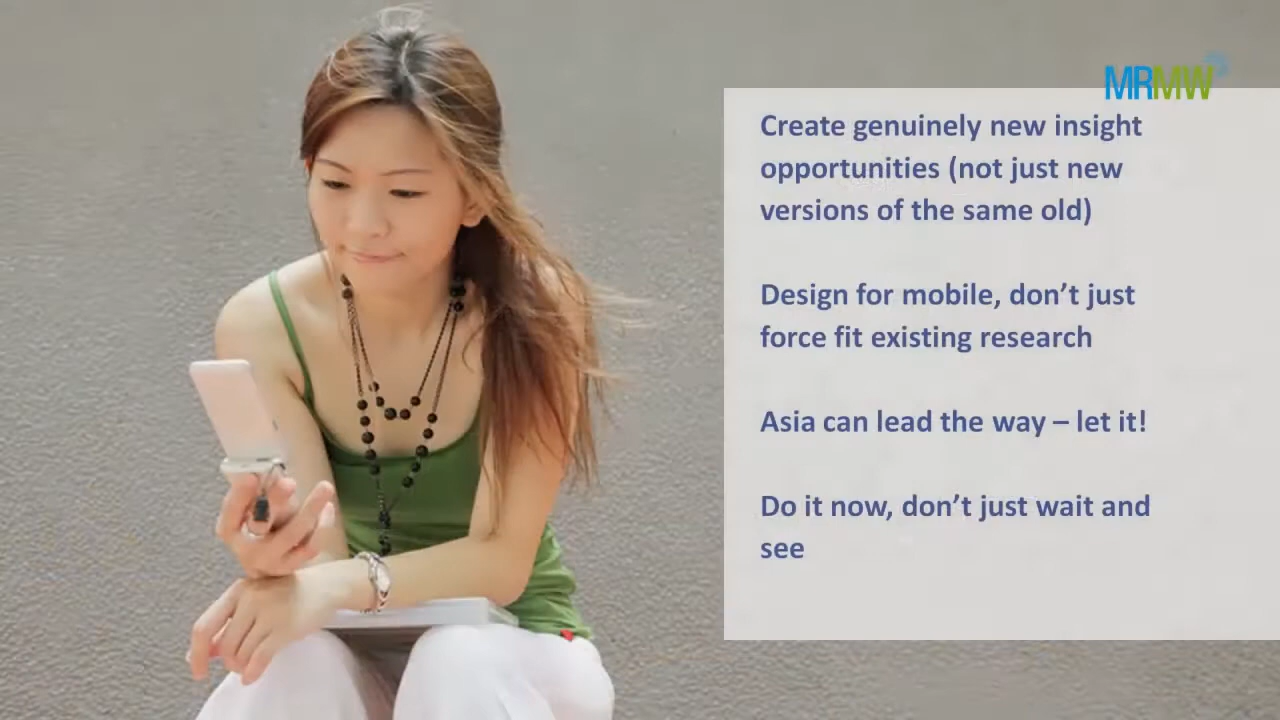 MRMW
Create genuinely new insight
opportunities (not just new
versions of the same old)
Design for mobile, don’t just
force fit existing research
Asia can lead the way – let it!
Do it now, don’t just wait and
see